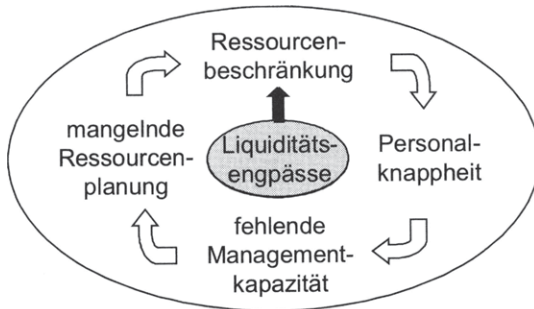 Ressourcen-
beschränkung
mangelnde
Ressourcen-
planung
Liquiditäts-
engpässe
Personal-
knappheit
fehlende
Management-
kapazität